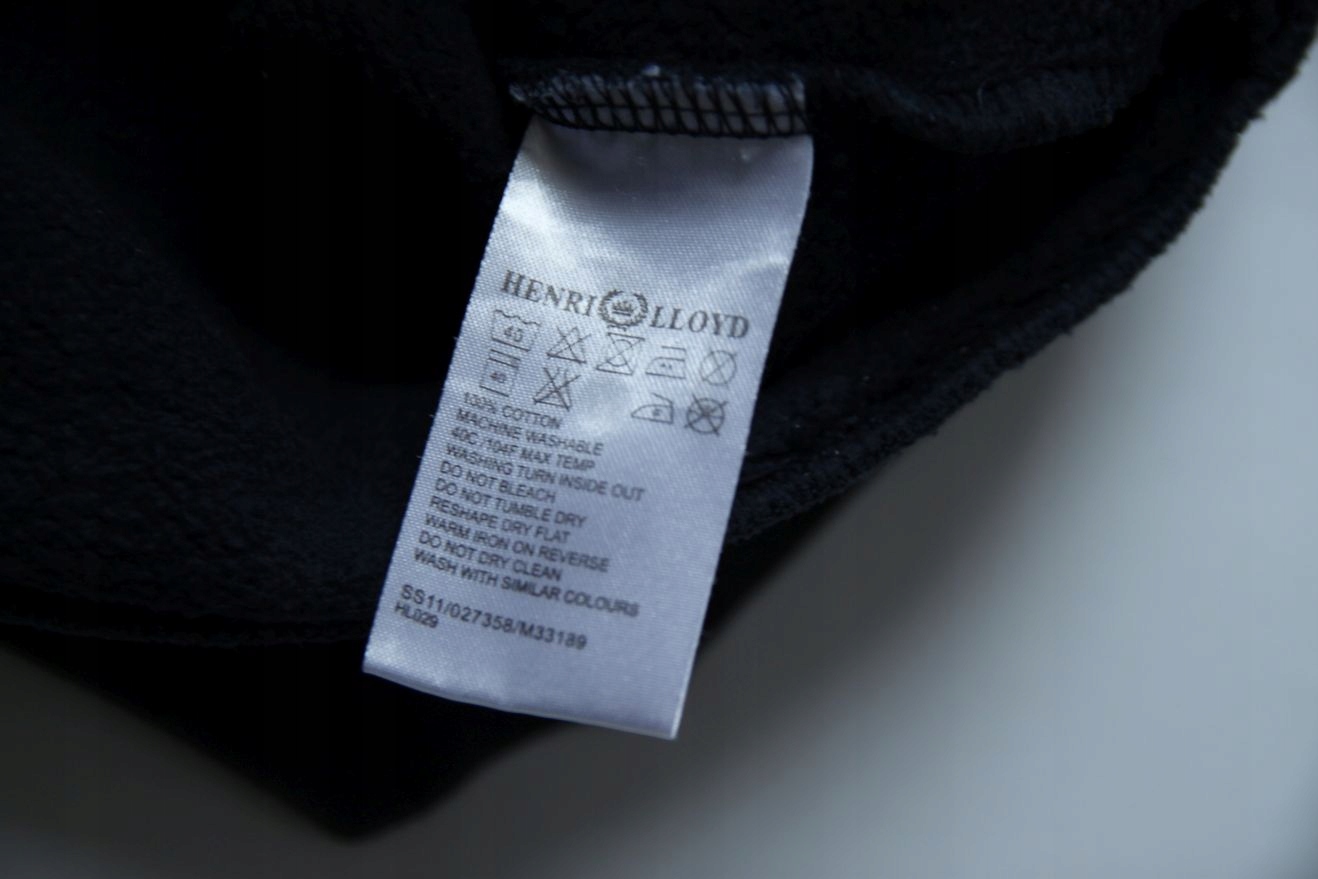 HENRI LLOYD
40
40
100% COTTON
MACHINE WASHABLE
40C /104F MAX TEMP
WASHING TURN INSIDE OUT
DO NOT BLEACH
DO NOT TUMBLE DRY
RESHAPE DRY FLAT
WARM IRON ON REVERSE
DO NOT DRY CLEAN
WASH WITH SIMILAR COLOURS
SS11/027358/M33189
HL029